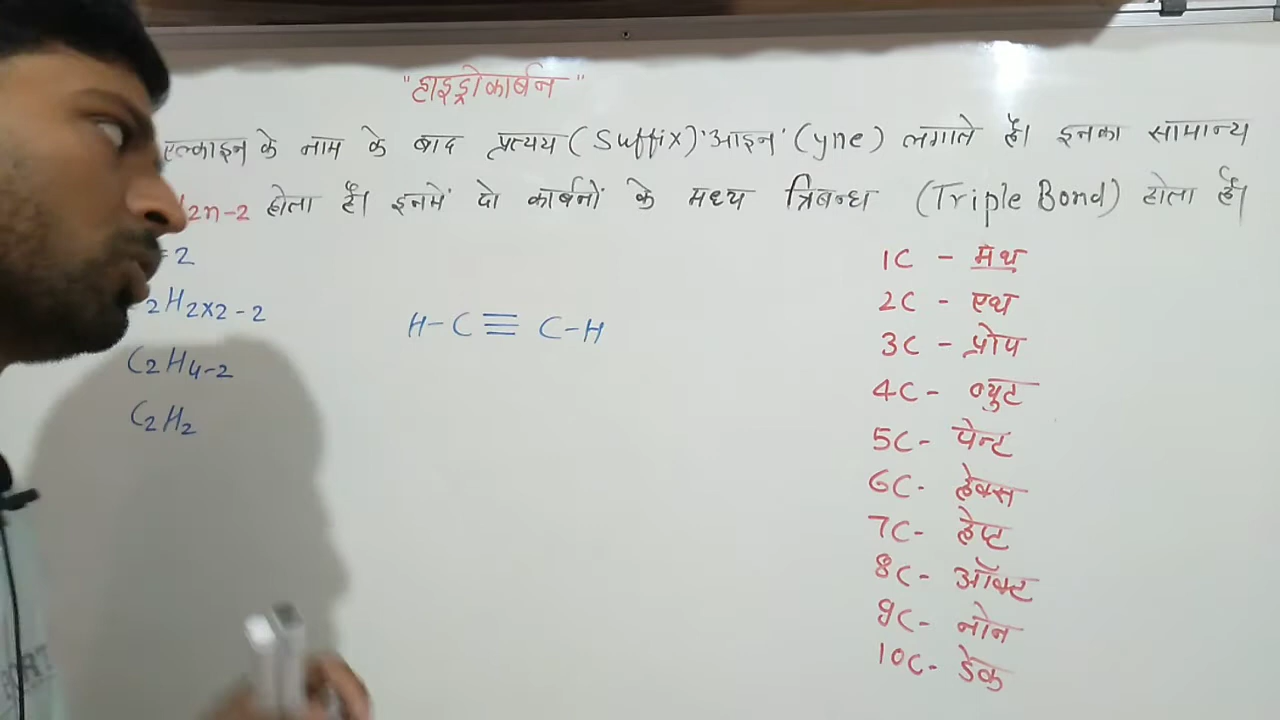 "हाइड्रोकार्बन"
एल्काइन के नाम के बाद प्रत्यय (Suffix) 'आइन' (yne) लगाते हैं। इनका सामान्य
2n-2 होता है। इनमें दो कार्बनों के मध्य त्रिबन्ध (Triple Bond) होता है।
= 2
2H2x2-2
C2H4-2
C2H2
H-C≡C-H
1C - मेथ
2C - एथ
3C - प्रोप
4C - ब्युट
5C- पेन्ट
6C- हेक्स
7C- हेप्ट
8C- ऑक्ट
9C- नोन
10C- डेक